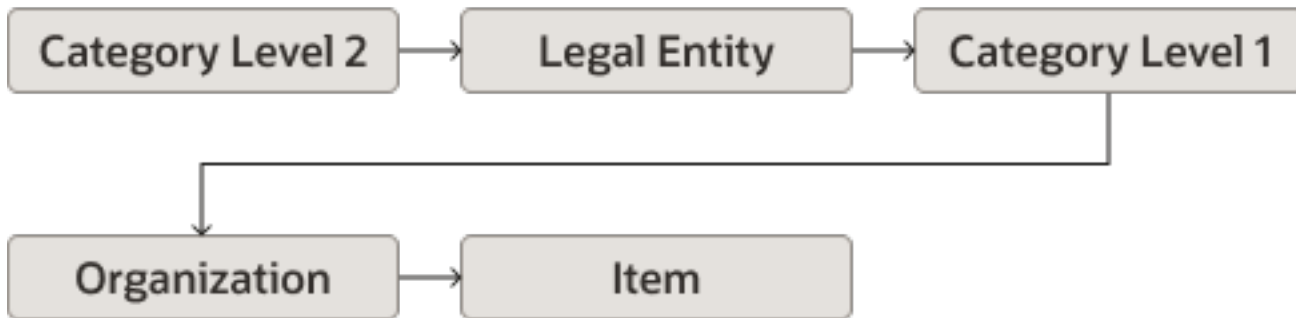 Category Level 2
Legal Entity
Category Level 1
Organization
Item